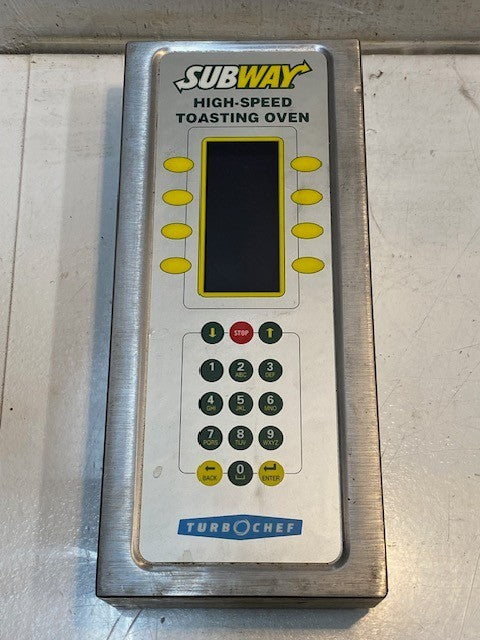 SUBWAY
HIGH-SPEED
TOASTING OVEN
STOP
1 2 ABC 3 DEF
4 GHI 5 JKL 6 MNO
7 PQRS 8 TUV 9 WXYZ
BACK 0 ENTER
TURBOCHEF